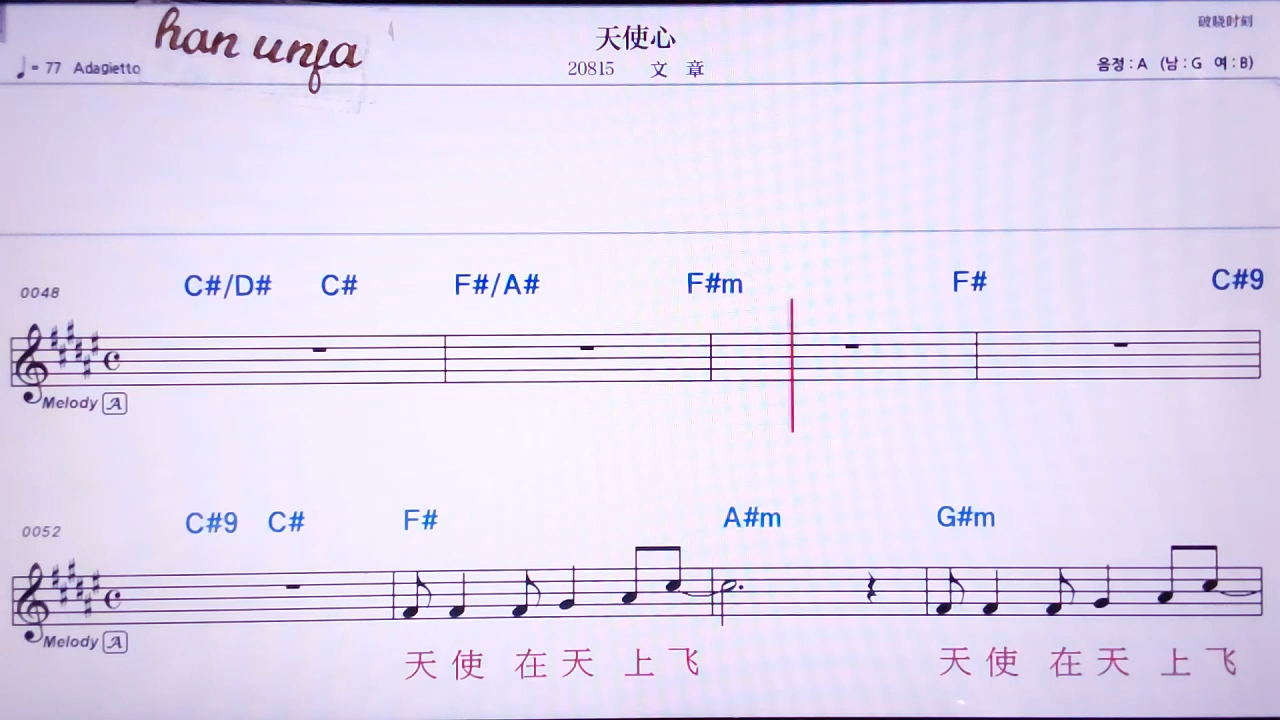 han unfa
天使心
破晓时刻
♩= 77 Adagietto
20815 文 章
음정 : A (남 : G 여 : B)
C#/D# C# F#/A# F#m F# C#9
0048
Melody A
C#9 C# F# A#m G#m
0052
Melody A
天 使 在 天 上 飞 天 使 在 天 上 飞